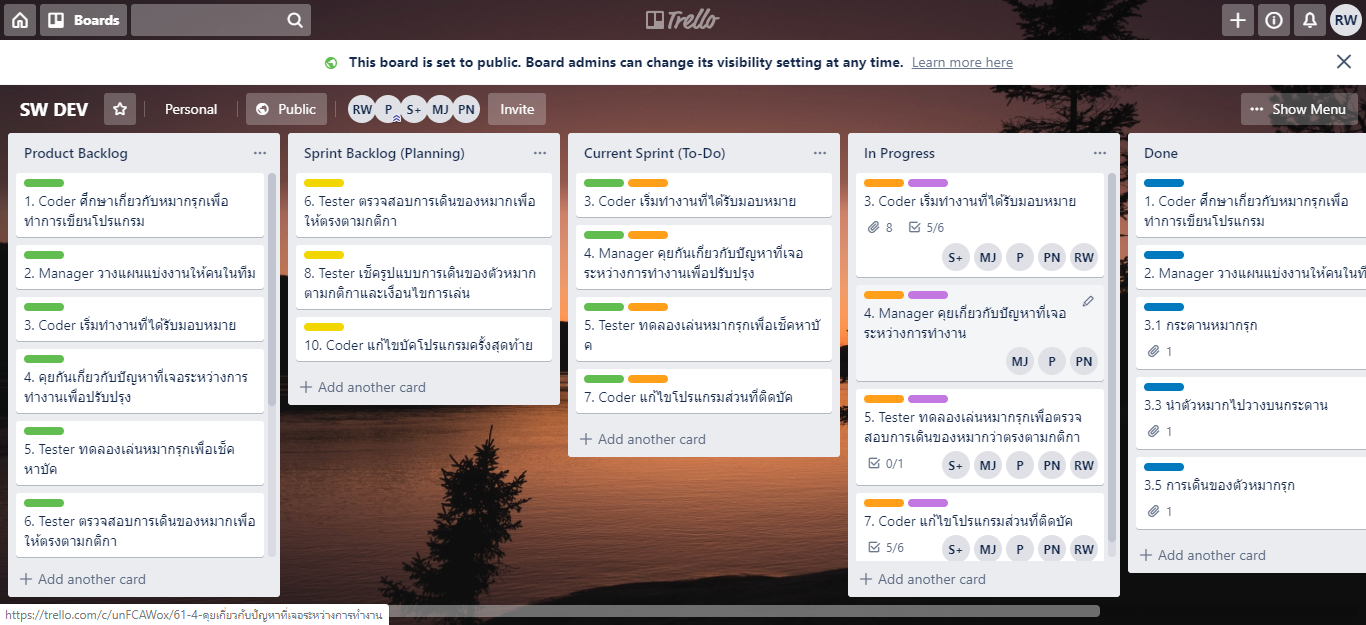 Boards
Trello
RW
This board is set to public. Board admins can change its visibility setting at any time. Learn more here
SW DEV
Personal
Public
RW P S+ MJ PN
Invite
Show Menu
Product Backlog
1. Coder ศึกษาเกี่ยวกับหมากรุกเพื่อ
ทำการเขียนโปรแกรม
2. Manager วางแผนแบ่งงานให้คนในทีม
3. Coder เริ่มทำงานที่ได้รับมอบหมาย
4. คุยกันเกี่ยวกับปัญหาที่เจอระหว่างการ
ทำงานเพื่อปรับปรุง
5. Tester ทดลองเล่นหมากรุกเพื่อเช็ค
หาบัค
6. Tester ตรวจสอบการเดินของหมากเพื่อ
ให้ตรงตามกติกา
Add another card
Sprint Backlog (Planning)
6. Tester ตรวจสอบการเดินของหมากเพื่อ
ให้ตรงตามกติกา
8. Tester เช็ครูปแบบการเดินของตัวหมาก
ตามกติกาและเงื่อนไขการเล่น
10. Coder แก้ไขบัคโปรแกรมครั้งสุดท้าย
Add another card
Current Sprint (To-Do)
3. Coder เริ่มทำงานที่ได้รับมอบหมาย
4. Manager คุยกันเกี่ยวกับปัญหาที่เจอ
ระหว่างการทำงานเพื่อปรับปรุง
5. Tester ทดลองเล่นหมากรุกเพื่อเช็คหาบั
ค
7. Coder แก้ไขโปรแกรมส่วนที่ติดบัค
Add another card
In Progress
3. Coder เริ่มทำงานที่ได้รับมอบหมาย
8 5/6
S+ MJ P PN RW
4. Manager คุยเกี่ยวกับปัญหาที่เจอ
ระหว่างการทำงาน
MJ P PN
5. Tester ทดลองเล่นหมากรุกเพื่อตรวจ
สอบการเดินของหมากว่าตรงตามกติกา
0/1 S+ MJ P PN RW
7. Coder แก้ไขโปรแกรมส่วนที่ติดบัค
5/6 S+ MJ P PN RW
Add another card
Done
1. Coder ศึกษาเกี่ยวกับหมากรุกเพื่อ
ทำการเขียนโปรแกรม
2. Manager วางแผนแบ่งงานให้คนในที
3.1 กระดานหมากรุก
1
3.3 นำตัวหมากไปวางบนกระดาน
1
3.5 การเดินของตัวหมากรุก
1
Add another card
https://trello.com/c/unFCAWox/61-4-คุยเกี่ยวกับปัญหาที่เจอระหว่างการทำงาน